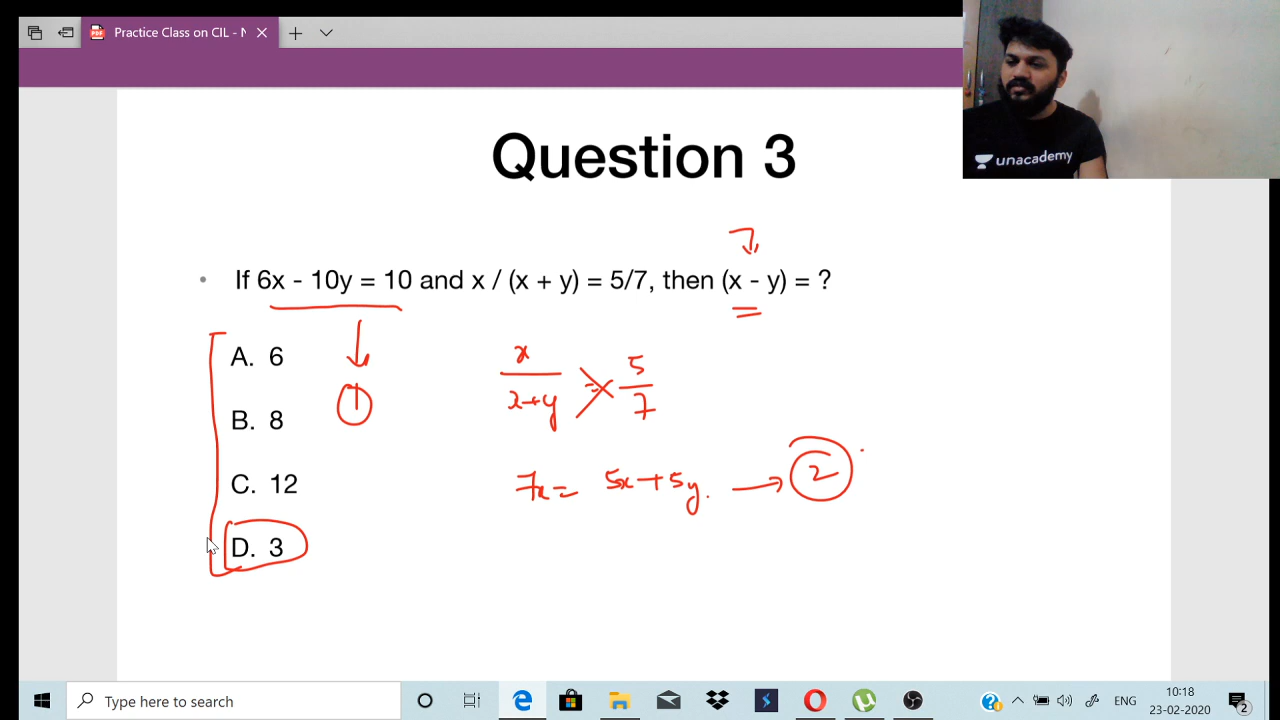 Practice Class on CIL - N
unacademy
Question 3
• If 6x - 10y = 10 and x / (x + y) = 5/7, then (x - y) = ?
A. 6
B. 8
C. 12
D. 3
1
x
x+y
=
5
7
7x = 5x+5y. → 2
Type here to search
ENG
10:18
23-02-2020
2